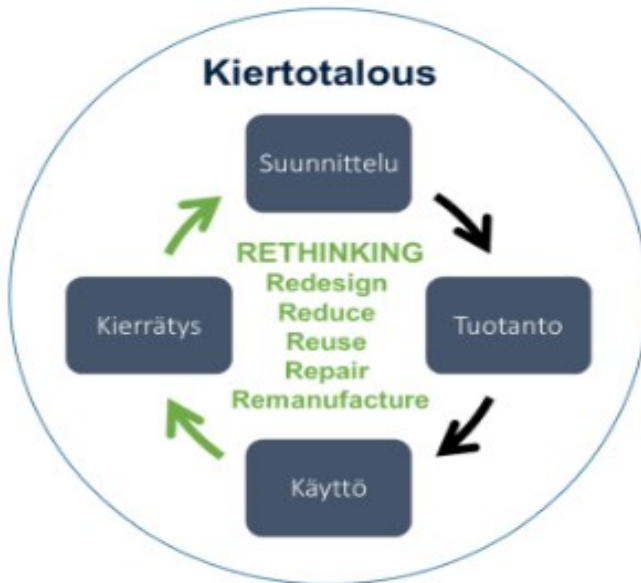 Kiertotalous
Suunnittelu
RETHINKING
Redesign
Reduce
Reuse
Repair
Remanufacture
Kierrätys
Tuotanto
Käyttö